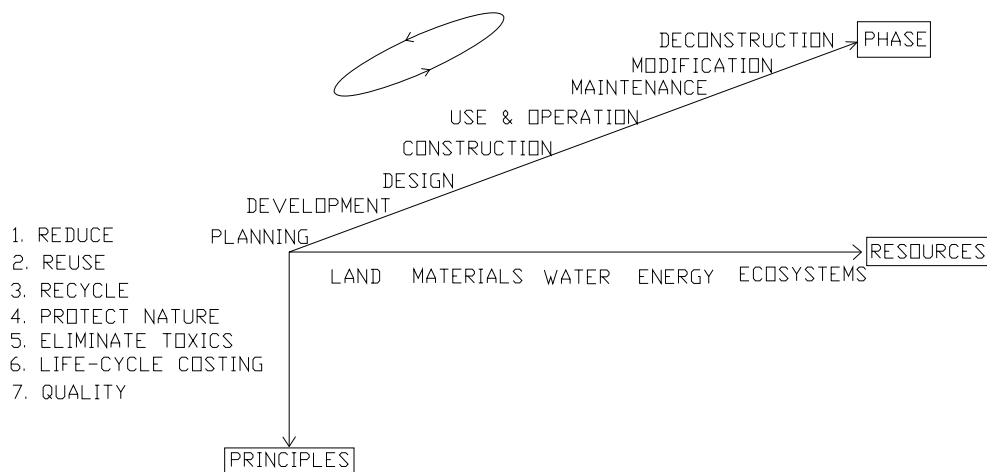 DECONSTRUCTION
PHASE
MODIFICATION
MAINTENANCE
USE & OPERATION
CONSTRUCTION
DESIGN
DEVELOPMENT
PLANNING
RESOURCES
LAND MATERIALS WATER ENERGY ECOSYSTEMS
1. REDUCE
2. REUSE
3. RECYCLE
4. PROTECT NATURE
5. ELIMINATE TOXICS
6. LIFE-CYCLE COSTING
7. QUALITY
PRINCIPLES